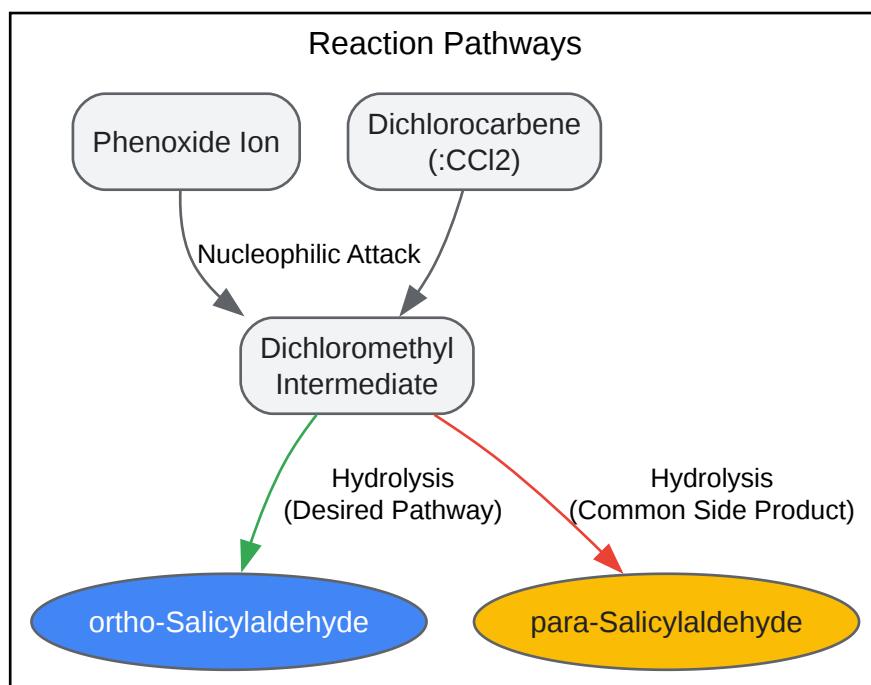 Reaction Pathways
Phenoxide Ion
Dichlorocarbene
(:CCl2)
Nucleophilic Attack
Dichloromethyl
Intermediate
Hydrolysis
(Desired Pathway)
Hydrolysis
(Common Side Product)
ortho-Salicylaldehyde
para-Salicylaldehyde